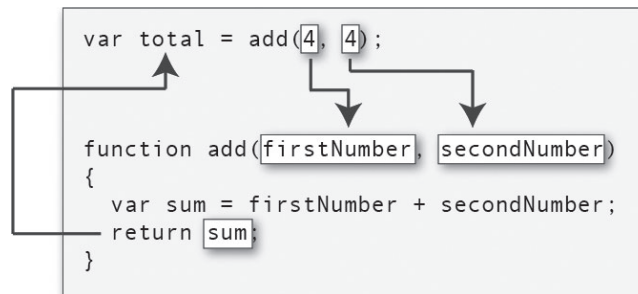 var total = add(4, 4);
function add(firstNumber, secondNumber)
{
  var sum = firstNumber + secondNumber;
  return sum;
}